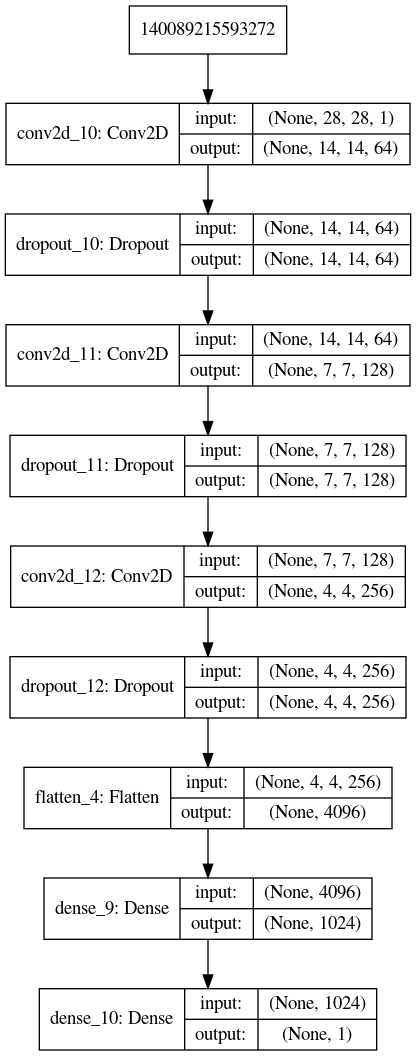 140089215593272
conv2d_10: Conv2D
input:
(None, 28, 28, 1)
output:
(None, 14, 14, 64)
dropout_10: Dropout
input:
(None, 14, 14, 64)
output:
(None, 14, 14, 64)
conv2d_11: Conv2D
input:
(None, 14, 14, 64)
output:
(None, 7, 7, 128)
dropout_11: Dropout
input:
(None, 7, 7, 128)
output:
(None, 7, 7, 128)
conv2d_12: Conv2D
input:
(None, 7, 7, 128)
output:
(None, 4, 4, 256)
dropout_12: Dropout
input:
(None, 4, 4, 256)
output:
(None, 4, 4, 256)
flatten_4: Flatten
input:
(None, 4, 4, 256)
output:
(None, 4096)
dense_9: Dense
input:
(None, 4096)
output:
(None, 1024)
dense_10: Dense
input:
(None, 1024)
output:
(None, 1)